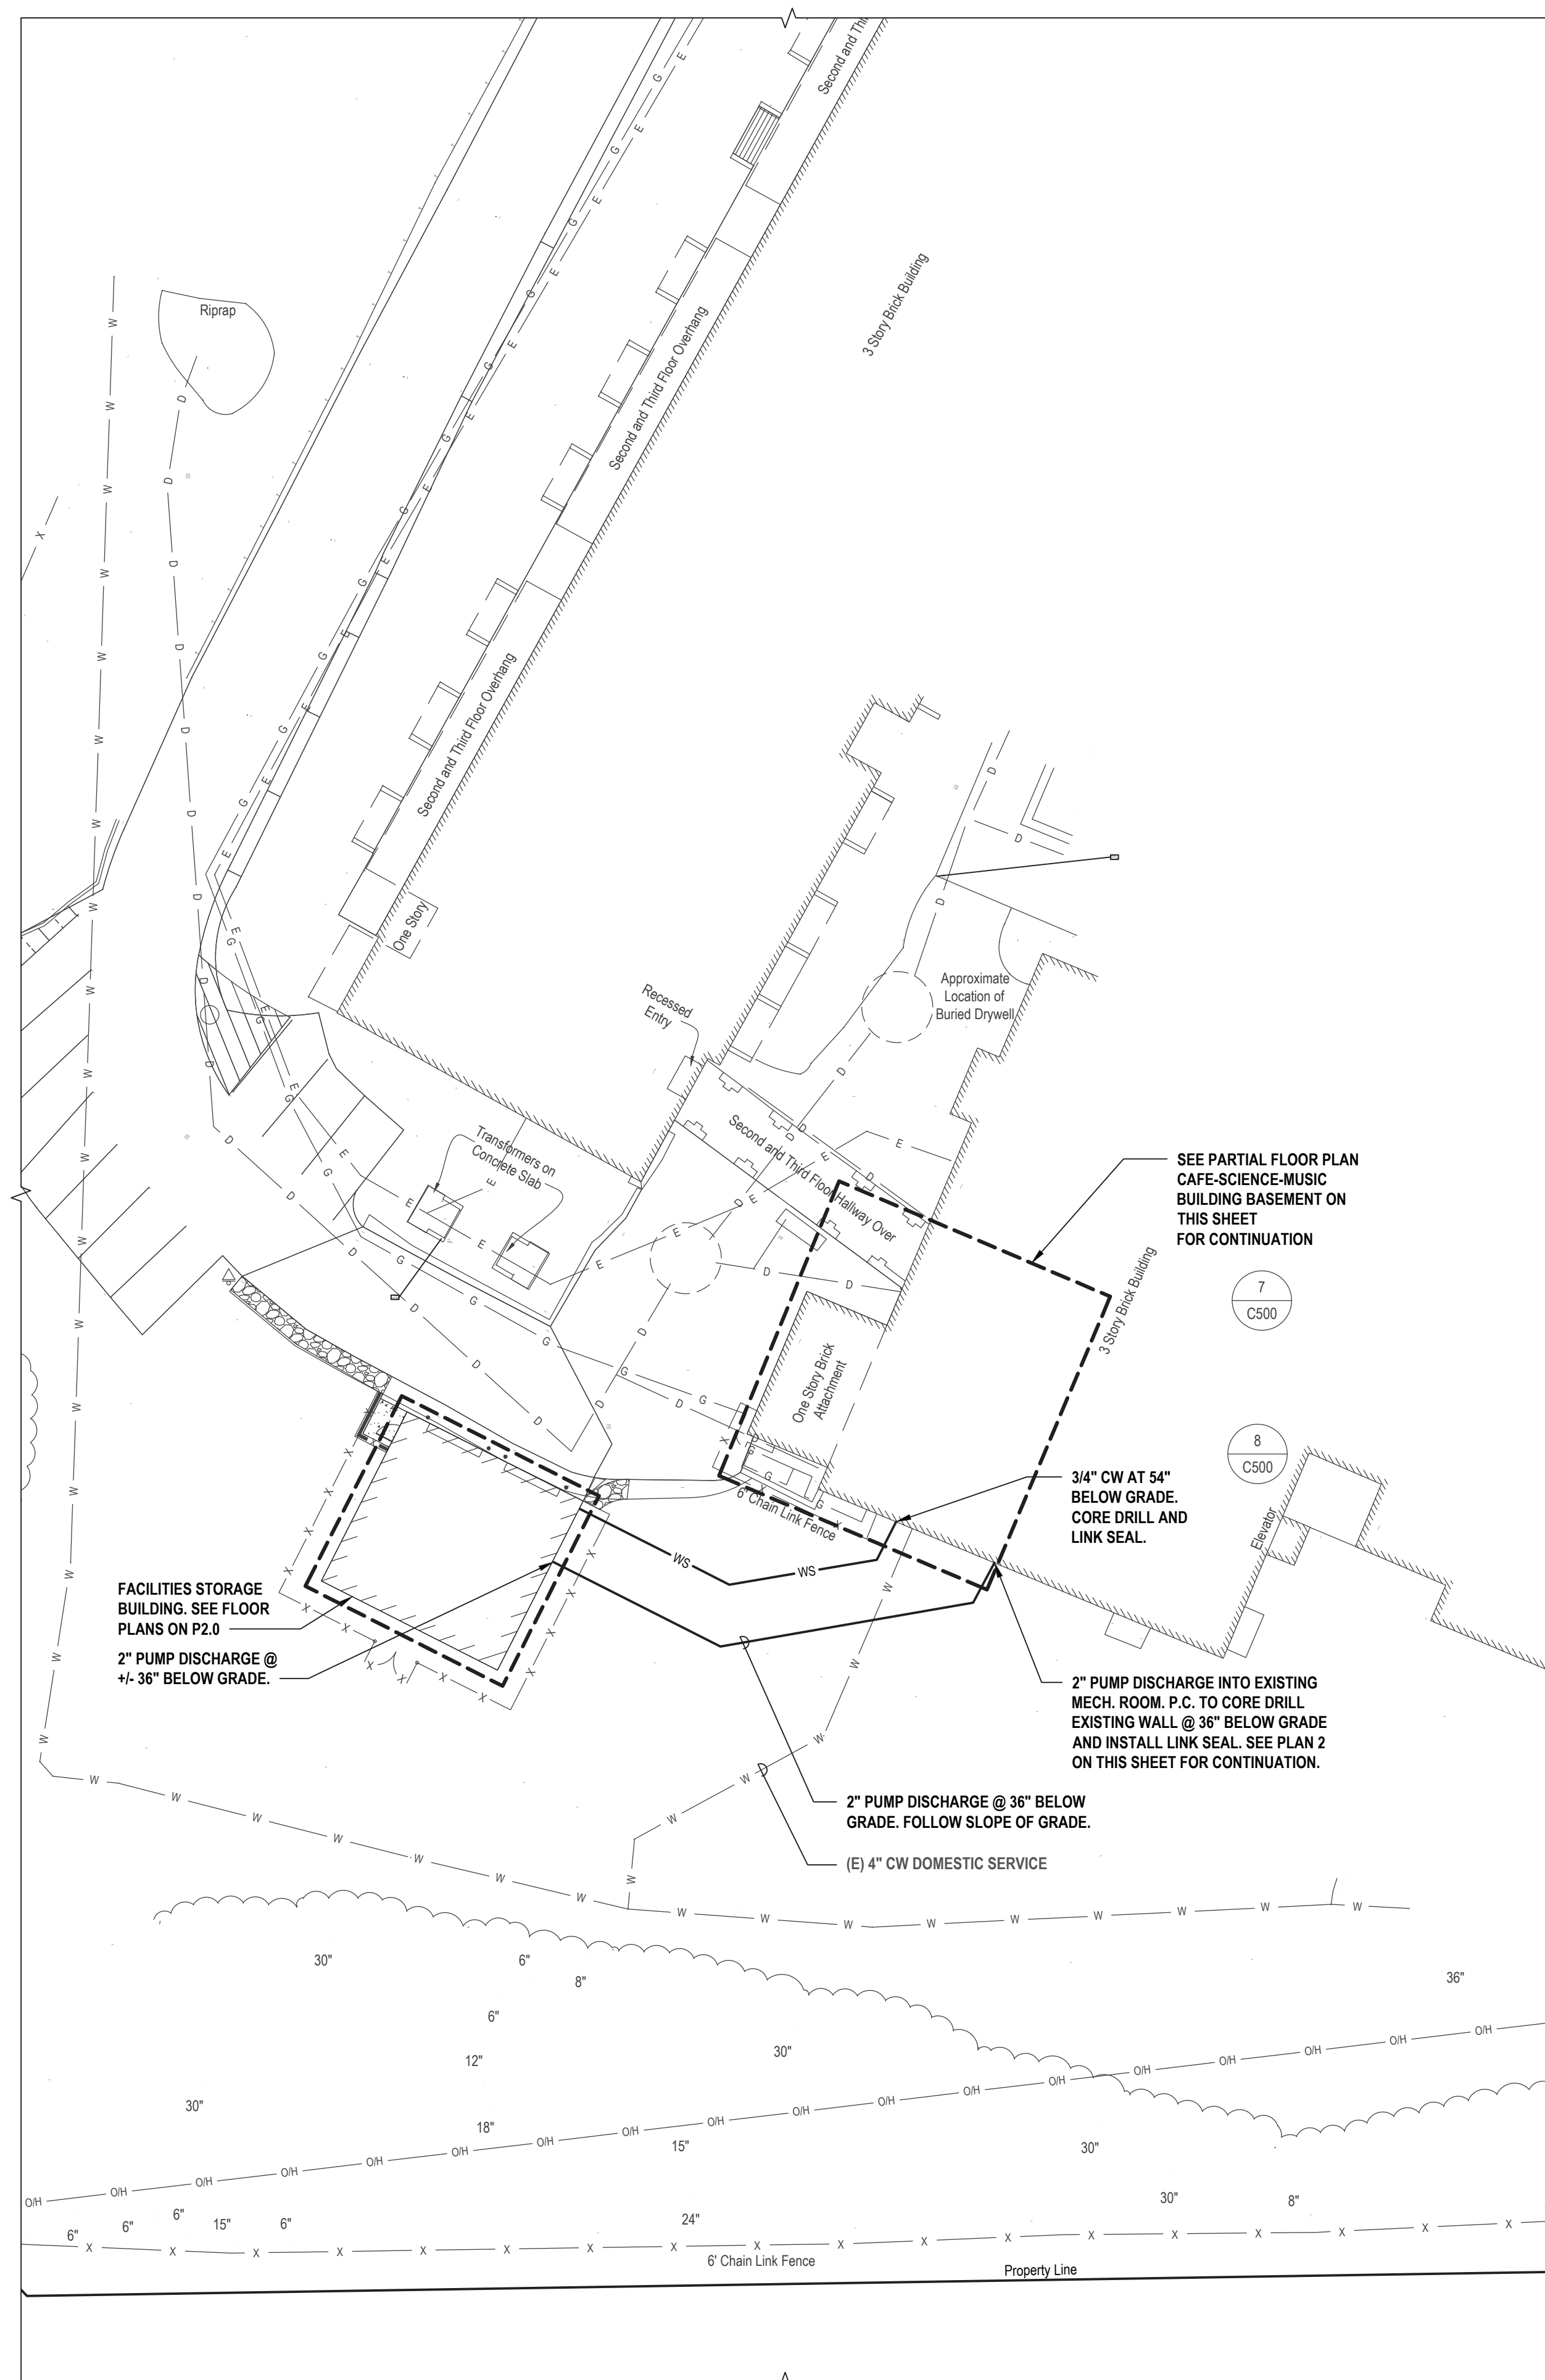 Second and Thi
Riprap
3 Story Brick Building
Second and Third Floor Overhang
Second and Third Floor Overhang
One Story
Recessed
Entry
Approximate
Location of
Buried Drywell
Transformers on
Concrete Slab
Second and Third Floor Hallway Over
SEE PARTIAL FLOOR PLAN
CAFE-SCIENCE-MUSIC
BUILDING BASEMENT ON
THIS SHEET
FOR CONTINUATION
3 Story Brick Building
7
C500
One Story Brick
Attachment
8
C500
3/4" CW AT 54"
BELOW GRADE.
CORE DRILL AND
LINK SEAL.
6' Chain Link Fence
Elevator
WS
WS
FACILITIES STORAGE
BUILDING. SEE FLOOR
PLANS ON P2.0
2" PUMP DISCHARGE @
+/- 36" BELOW GRADE.
2" PUMP DISCHARGE INTO EXISTING
MECH. ROOM. P.C. TO CORE DRILL
EXISTING WALL @ 36" BELOW GRADE
AND INSTALL LINK SEAL. SEE PLAN 2
ON THIS SHEET FOR CONTINUATION.
2" PUMP DISCHARGE @ 36" BELOW
GRADE. FOLLOW SLOPE OF GRADE.
(E) 4" CW DOMESTIC SERVICE
W W W W W W W W W W W W W W W W
30" 6"
8"
36"
6"
12"
30"
30"
18"
15"
30"
O/H O/H O/H O/H O/H O/H O/H O/H O/H O/H O/H O/H O/H O/H O/H O/H O/H O/H
30"
8"
6" 6" 6" 15" 6"
24"
X X X X X X X X X X X X X X X X X X
6' Chain Link Fence
Property Line